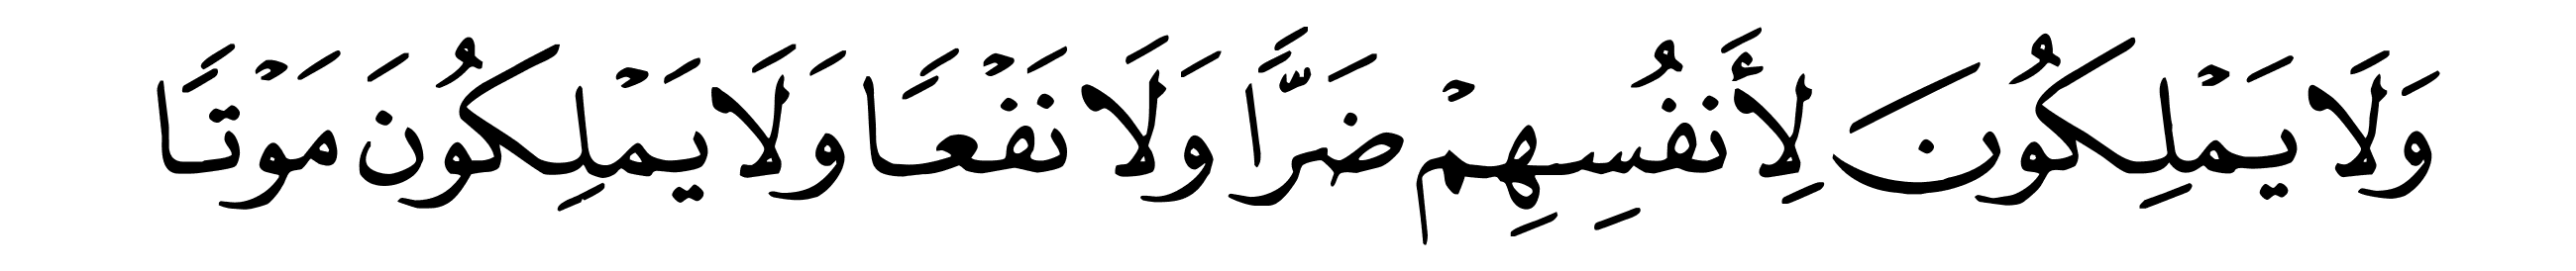 وَلَا يَمْلِكُونَ لِأَنفُسِهِمْ ضَرًّا وَلَا نَفْعًا وَلَا يَمْلِكُونَ مَوْتًا